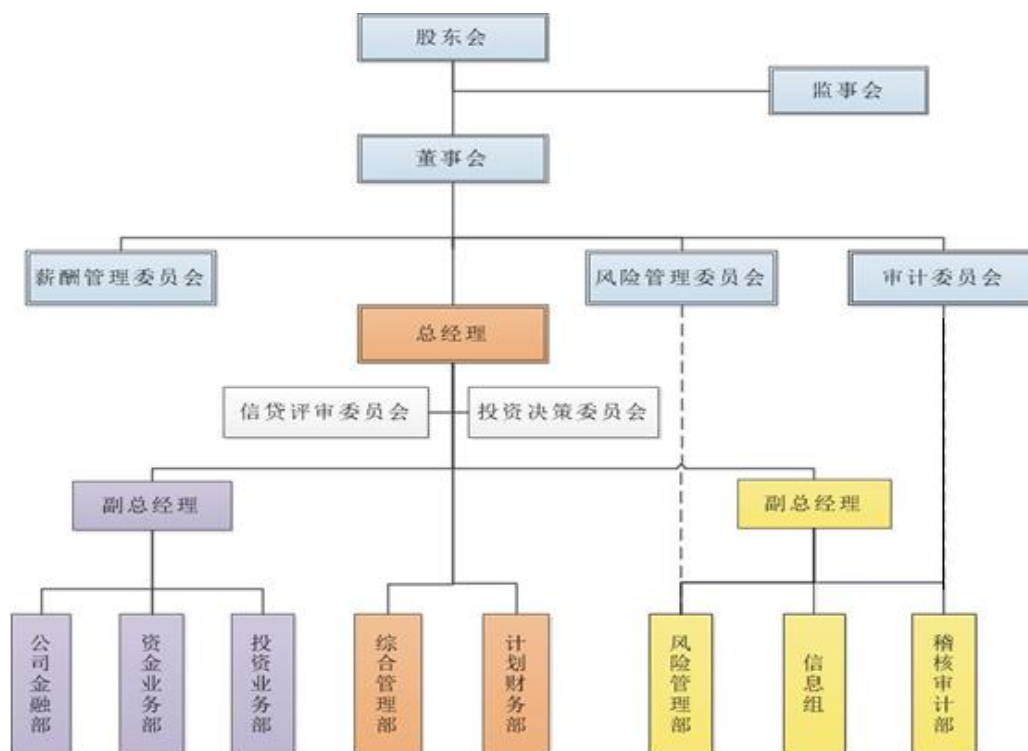 股东会
监事会
董事会
薪酬管理委员会
风险管理委员会
审计委员会
总经理
信贷评审委员会
投资决策委员会
副总经理
副总经理
公司金融部
资金业务部
投资业务部
综合管理部
计划财务部
风险管理部
信息组
稽核审计部